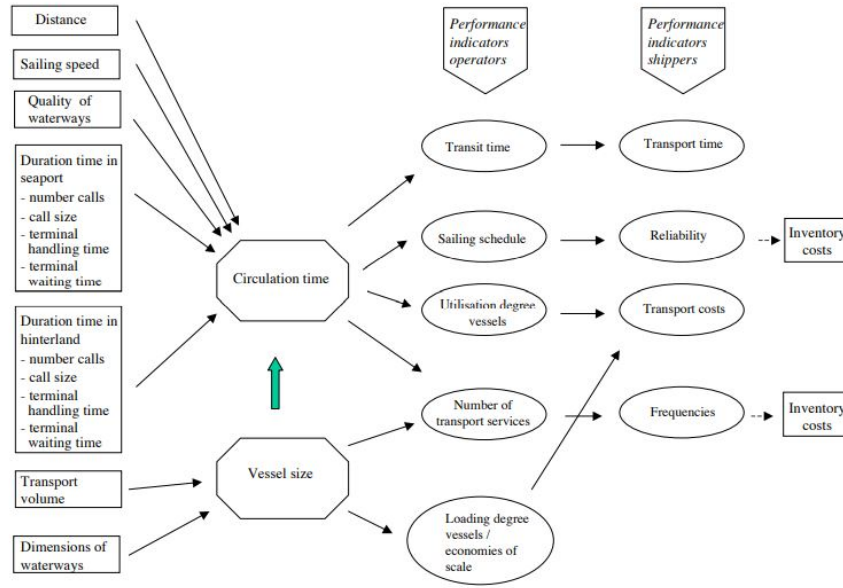 Distance
Sailing speed
Quality of
waterways
Duration time in
seaport
- number calls
- call size
- terminal
handling time
- terminal
waiting time
Duration time in
hinterland
- number calls
- call size
- terminal
handling time
- terminal
waiting time
Transport
volume
Dimensions of
waterways
Circulation time
Vessel size
Performance
indicators
operators
Transit time
Sailing schedule
Utilisation degree
vessels
Number of
transport services
Loading degree
vessels /
economies of
scale
Performance
indicators
shippers
Transport time
Reliability
Transport costs
Frequencies
Inventory
costs
Inventory
costs